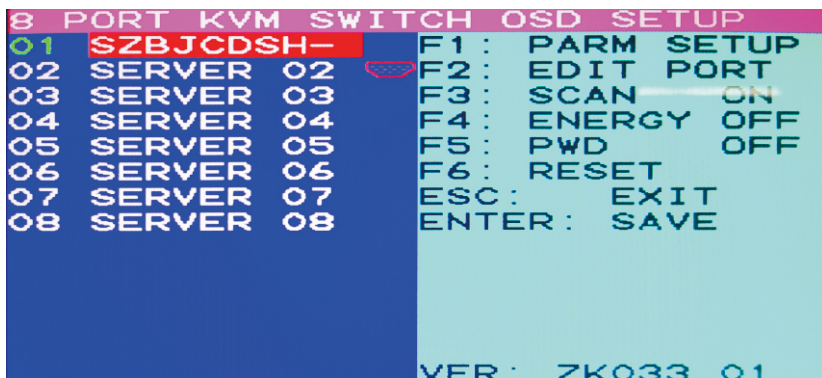 8 PORT KVM SWITCH OSD SETUP
01 SZBJCDSH-
02 SERVER 02
03 SERVER 03
04 SERVER 04
05 SERVER 05
06 SERVER 06
07 SERVER 07
08 SERVER 08
F1: PARM SETUP
F2: EDIT PORT
F3: SCAN ON
F4: ENERGY OFF
F5: PWD OFF
F6: RESET
ESC: EXIT
ENTER: SAVE
VER: ZK033 01